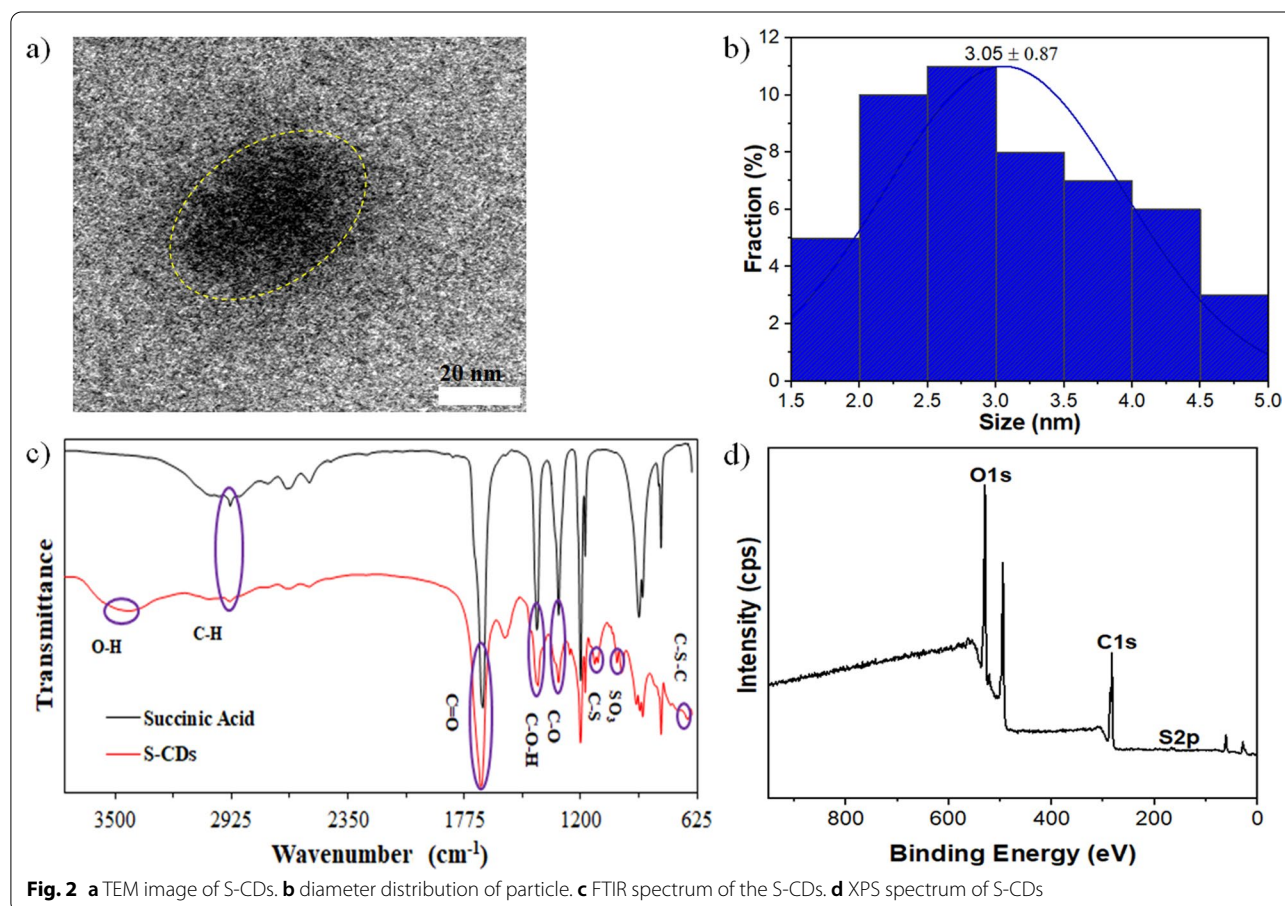 a)
20 nm
b)
3.05 ± 0.87
Fraction (%)
12
10
8
6
4
2
0
1.5 2.0 2.5 3.0 3.5 4.0 4.5 5.0
Size (nm)
c)
Transmittance
O-H
C-H
C=O
C-O-H
C-O
C-S
SO₃
C-S-C
Succinic Acid
S-CDs
3500 2925 2350 1775 1200 625
Wavenumber (cm⁻¹)
d)
Intensity (cps)
O1s
C1s
S2p
800 600 400 200 0
Binding Energy (eV)
Fig. 2 a TEM image of S-CDs. b diameter distribution of particle. c FTIR spectrum of the S-CDs. d XPS spectrum of S-CDs